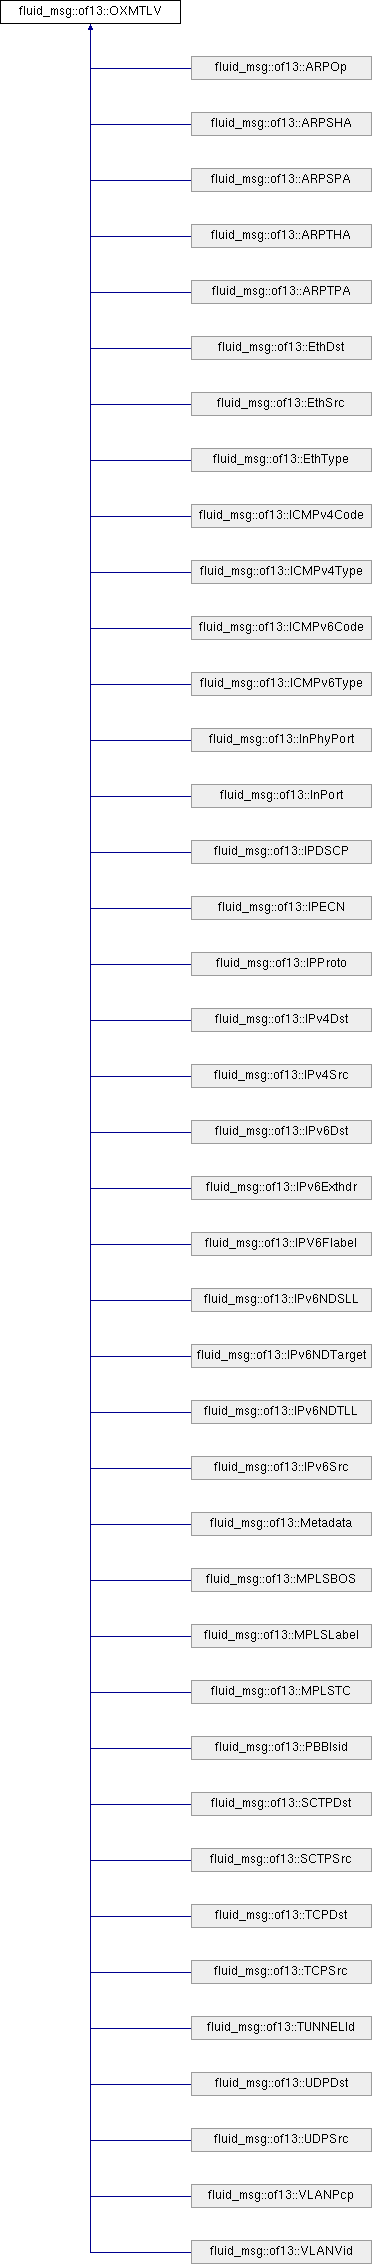 fluid_msg::of13::OXMTLV
fluid_msg::of13::ARPOp
fluid_msg::of13::ARPSHA
fluid_msg::of13::ARPSPA
fluid_msg::of13::ARPTHA
fluid_msg::of13::ARPTPA
fluid_msg::of13::EthDst
fluid_msg::of13::EthSrc
fluid_msg::of13::EthType
fluid_msg::of13::ICMPv4Code
fluid_msg::of13::ICMPv4Type
fluid_msg::of13::ICMPv6Code
fluid_msg::of13::ICMPv6Type
fluid_msg::of13::InPhyPort
fluid_msg::of13::InPort
fluid_msg::of13::IPDSCP
fluid_msg::of13::IPECN
fluid_msg::of13::IPProto
fluid_msg::of13::IPv4Dst
fluid_msg::of13::IPv4Src
fluid_msg::of13::IPv6Dst
fluid_msg::of13::IPv6Exthdr
fluid_msg::of13::IPV6Flabel
fluid_msg::of13::IPv6NDSLL
fluid_msg::of13::IPv6NDTarget
fluid_msg::of13::IPv6NDTLL
fluid_msg::of13::IPv6Src
fluid_msg::of13::Metadata
fluid_msg::of13::MPLSBOS
fluid_msg::of13::MPLSLabel
fluid_msg::of13::MPLSTC
fluid_msg::of13::PBBIsid
fluid_msg::of13::SCTPDst
fluid_msg::of13::SCTPSrc
fluid_msg::of13::TCPDst
fluid_msg::of13::TCPSrc
fluid_msg::of13::TUNNELId
fluid_msg::of13::UDPDst
fluid_msg::of13::UDPSrc
fluid_msg::of13::VLANPcp
fluid_msg::of13::VLANVid